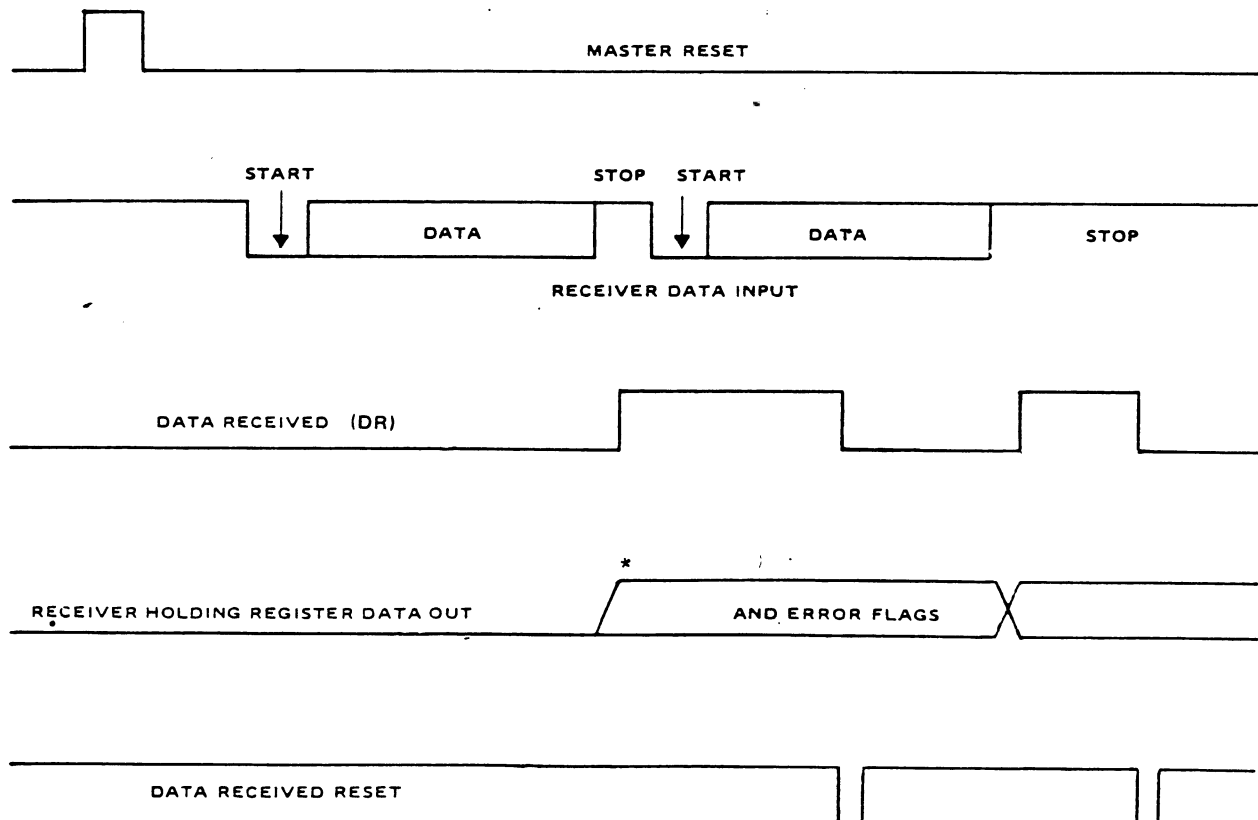 MASTER RESET
START
STOP START
DATA
DATA
STOP
RECEIVER DATA INPUT
DATA RECEIVED (DR)
*
RECEIVER HOLDING REGISTER DATA OUT
AND ERROR FLAGS
DATA RECEIVED RESET